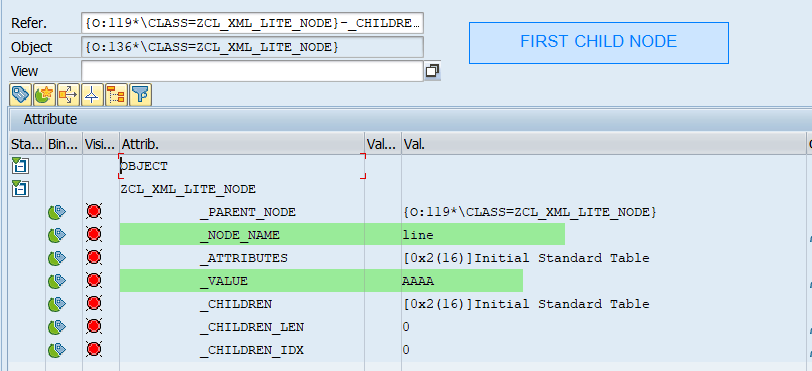 Refer. {O:119*\CLASS=ZCL_XML_LITE_NODE}-_CHILDRE...
FIRST CHILD NODE
Object {O:136*\CLASS=ZCL_XML_LITE_NODE}
View
Attribute
Sta... Bin... Visi... Attrib. Val... Val.
OBJECT
ZCL_XML_LITE_NODE
_PARENT_NODE {O:119*\CLASS=ZCL_XML_LITE_NODE}
_NODE_NAME line
_ATTRIBUTES [0x2(16)]Initial Standard Table
_VALUE AAAA
_CHILDREN [0x2(16)]Initial Standard Table
_CHILDREN_LEN 0
_CHILDREN_IDX 0